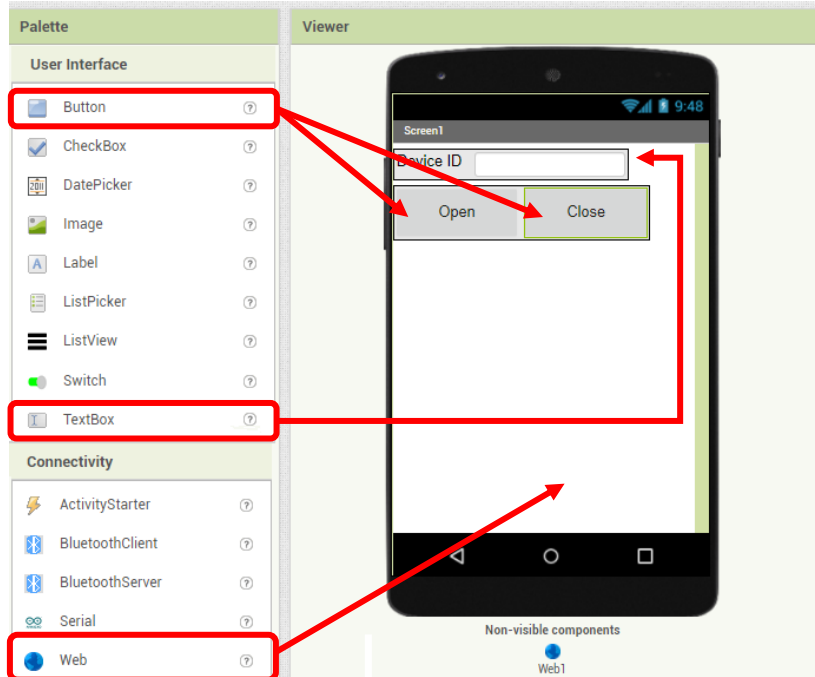 Palette
User Interface
Button
CheckBox
DatePicker
Image
Label
ListPicker
ListView
Switch
TextBox
Connectivity
ActivityStarter
BluetoothClient
BluetoothServer
Serial
Web
Viewer
9:48
Screen1
Device ID
Open Close
Non-visible components
Web1